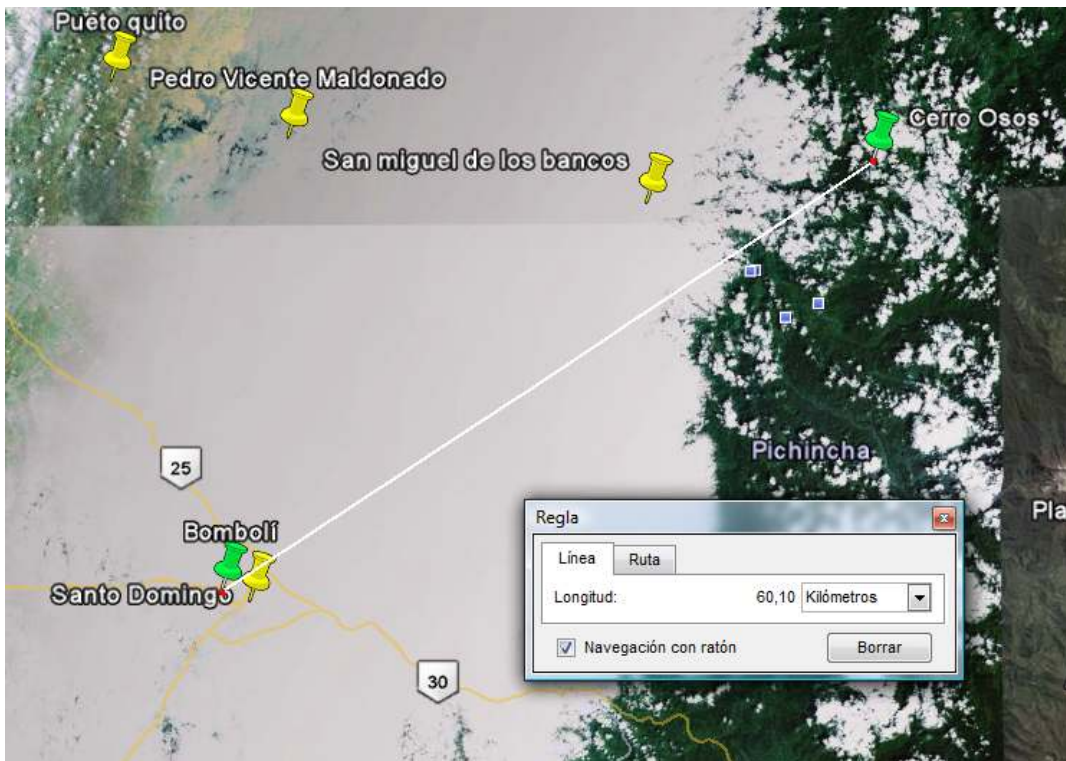 Pueto quito
Pedro Vicente Maldonado
Cerro Osos
San miguel de los bancos
Pichincha
25
Regla
Pla
Bombolí
Línea
Ruta
Santo Domingo
Longitud:
60,10
Kilómetros
Navegación con ratón
Borrar
30